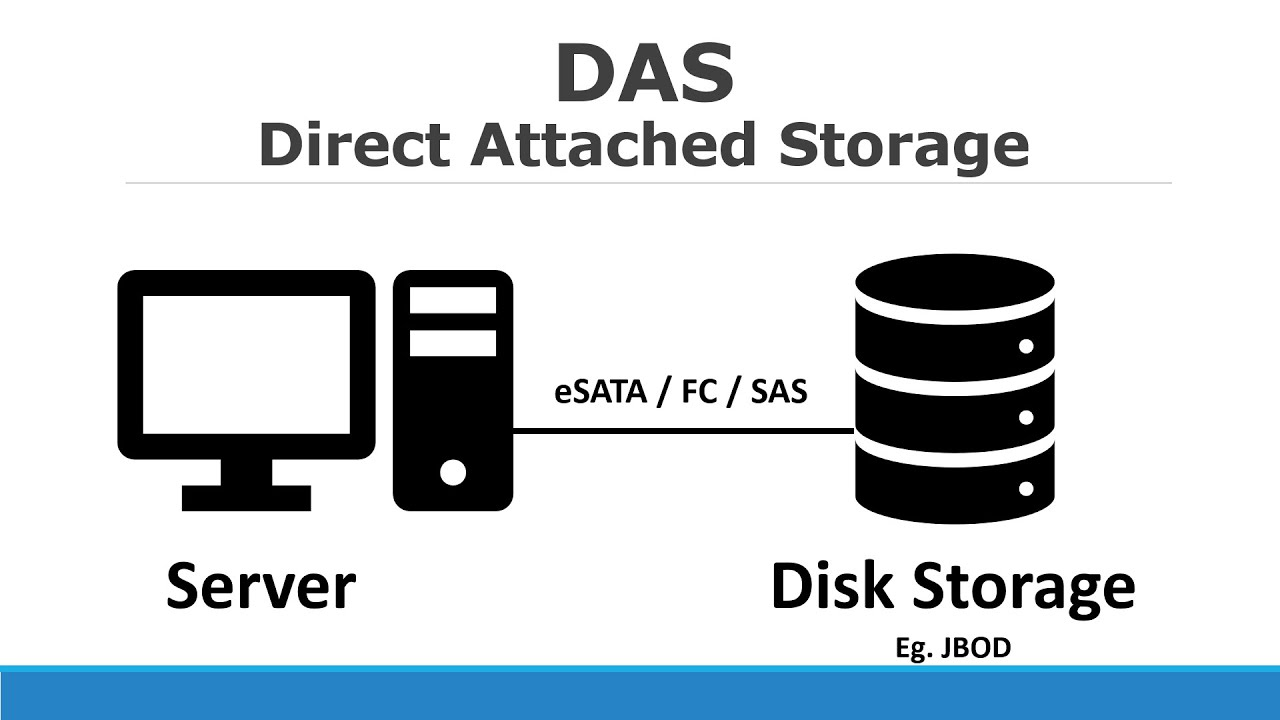 DAS
Direct Attached Storage
eSATA / FC / SAS
Server
Disk Storage
Eg. JBOD